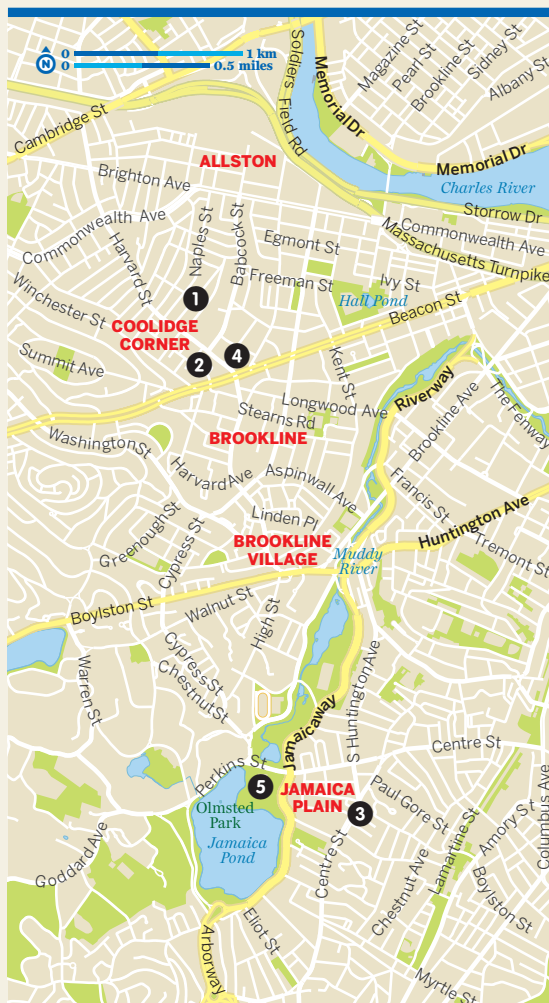 0 1 km
N
0 0.5 miles
Soldiers Field Rd
Memorial Dr
Magazine St
Pearl St
Brookline St
Sidney St
Albany St
Cambridge St
ALLSTON
Memorial Dr
Charles River
Brighton Ave
Storrow Dr
Commonwealth Ave
Naples St
Babcock St
Commonwealth Ave
Massachusetts Turnpike
Harvard St
Egmont St
Freeman St
Ivy St
Hall Pond
Winchester St
1
Beacon St
COOLIDGE
CORNER
2
4
Summit Ave
Kent St
Longwood Ave
Riverway
Brookline Ave
The Fenway
Stearns Rd
BROOKLINE
Washington St
Harvard Ave
Aspinwall Ave
Francis St
Huntington Ave
Linden Pl
Greenough St
Cypress St
BROOKLINE
VILLAGE
Muddy
River
Tremont St
Boylston St
Walnut St
High St
Cypress St
Chestnut St
Warren St
S Huntington Ave
Jamaicaway
Centre St
Perkins St
5
JAMAICA
PLAIN
3
Olmsted
Park
Jamaica
Pond
Paul Gore St
Goddard Ave
Centre St
Chestnut Ave
Lamartine St
Amory St
Columbus Ave
Boylston St
Eliot St
Arborway
Myrtle St